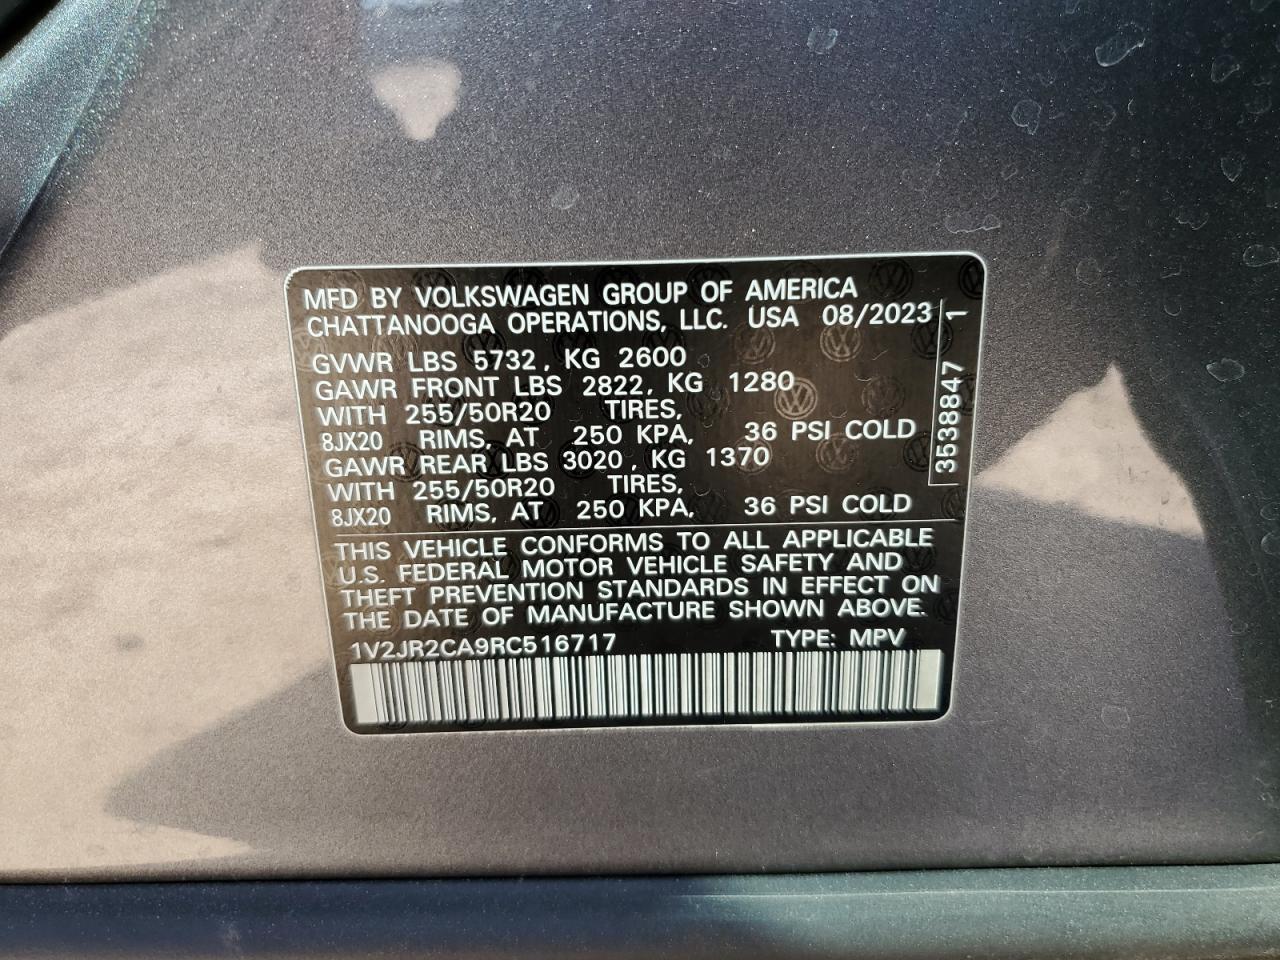 MFD BY VOLKSWAGEN GROUP OF AMERICA
CHATTANOOGA OPERATIONS, LLC. USA 08/2023
GVWR LBS 5732, KG 2600
GAWR FRONT LBS 2822, KG 1280
WITH 255/50R20 TIRES,
8JX20 RIMS, AT 250 KPA, 36 PSI COLD
GAWR REAR LBS 3020, KG 1370
WITH 255/50R20 TIRES,
8JX20 RIMS, AT 250 KPA, 36 PSI COLD
3538847 1
THIS VEHICLE CONFORMS TO ALL APPLICABLE
U.S. FEDERAL MOTOR VEHICLE SAFETY AND
THEFT PREVENTION STANDARDS IN EFFECT ON
THE DATE OF MANUFACTURE SHOWN ABOVE.
1V2JR2CA9RC516717 TYPE: MPV